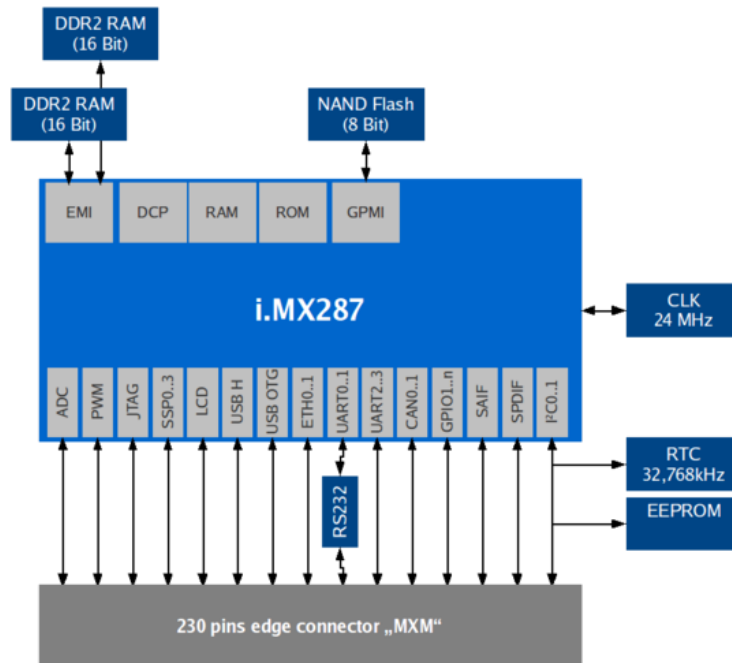 DDR2 RAM
(16 Bit)
DDR2 RAM
(16 Bit)
NAND Flash
(8 Bit)
EMI
DCP
RAM
ROM
GPMI
i.MX287
CLK
24 MHz
ADC
PWM
JTAG
SSP0..3
LCD
USB H
USB OTG
ETH0..1
UART0..1
UART2..3
CAN0..1
GPIO1..n
SAIF
SPDIF
I²C0..1
RTC
32,768kHz
RS232
EEPROM
230 pins edge connector „MXM“